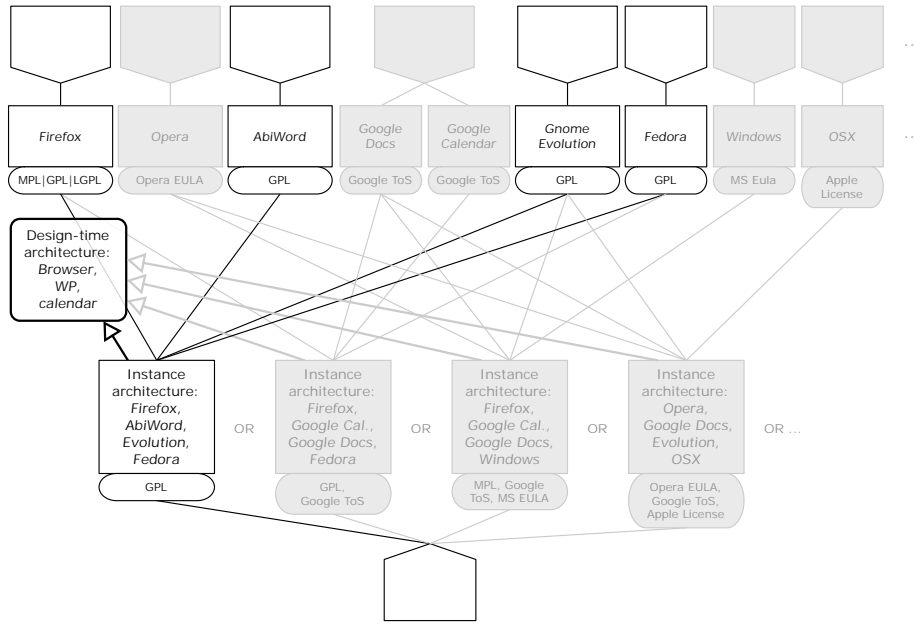 ...
Firefox
Opera
AbiWord
Google
Docs
Google
Calendar
Gnome
Evolution
Fedora
Windows
OSX
...
MPL|GPL|LGPL
Opera EULA
GPL
Google ToS
Google ToS
GPL
GPL
MS Eula
Apple
License
Design-time
architecture:
Browser,
WP,
calendar
Instance
architecture:
Firefox,
AbiWord,
Evolution,
Fedora
GPL
OR
Instance
architecture:
Firefox,
Google Cal.,
Google Docs,
Fedora
GPL,
Google ToS
OR
Instance
architecture:
Firefox,
Google Cal.,
Google Docs,
Windows
MPL, Google
ToS, MS EULA
OR
Instance
architecture:
Opera,
Google Docs,
Evolution,
OSX
Opera EULA,
Google ToS,
Apple License
OR ...